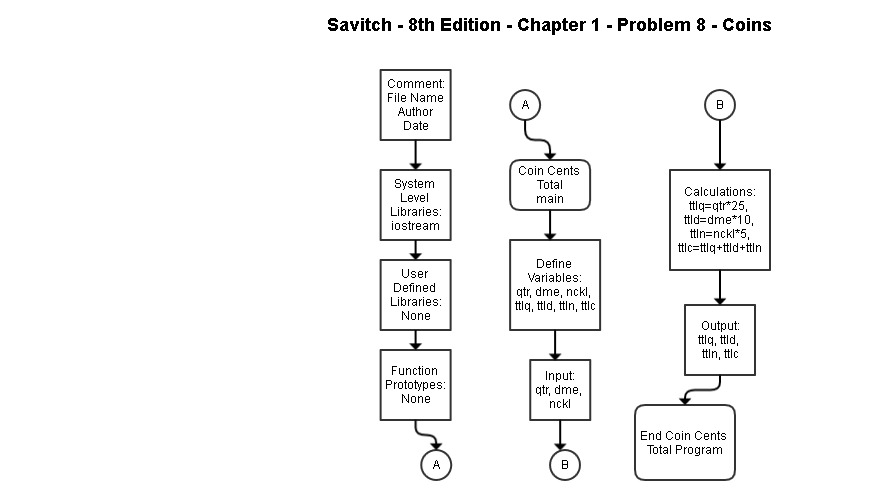 Savitch - 8th Edition - Chapter 1 - Problem 8 - Coins
Comment:
File Name
Author
Date
System
Level
Libraries:
iostream
User
Defined
Libraries:
None
Function
Prototypes:
None
A
A
Coin Cents
Total
main
Define
Variables:
qtr, dme, nckl,
ttlq, ttld, ttln, ttlc
Input:
qtr, dme,
nckl
B
B
Calculations:
ttlq=qtr*25,
ttld=dme*10,
ttln=nckl*5,
ttlc=ttlq+ttld+ttln
Output:
ttlq, ttld,
ttln, ttlc
End Coin Cents
Total Program